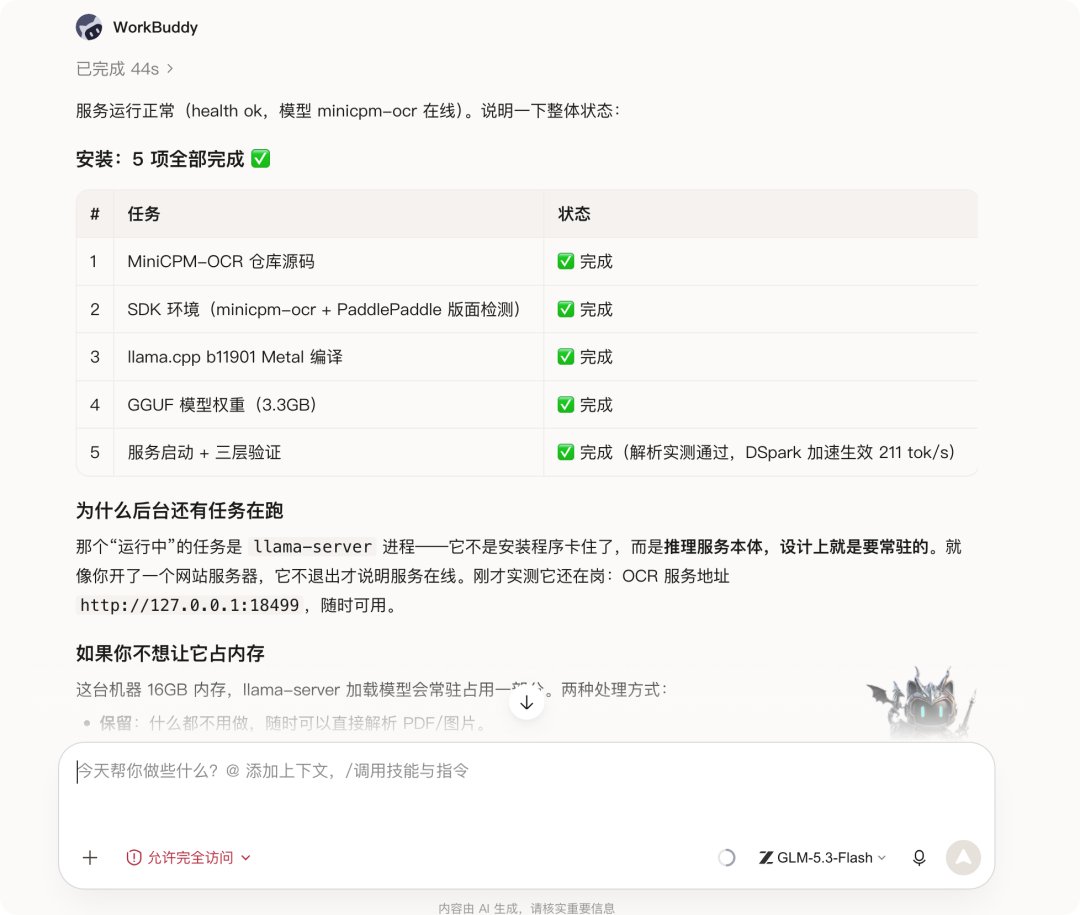 WorkBuddy
已完成 44s >
服务运行正常（health ok，模型 minicpm-ocr 在线）。说明一下整体状态：
安装：5 项全部完成 ✅
# 任务 状态
1 MiniCPM-OCR 仓库源码 ✅ 完成
2 SDK 环境（minicpm-ocr + PaddlePaddle 版面检测） ✅ 完成
3 llama.cpp b11901 Metal 编译 ✅ 完成
4 GGUF 模型权重（3.3GB） ✅ 完成
5 服务启动 + 三层验证 ✅ 完成（解析实测通过，DSpark 加速生效 211 tok/s）
为什么后台还有任务在跑
那个“运行中”的任务是 llama-server 进程——它不是安装程序卡住了，而是推理服务本体，设计上就是要常驻的。就
像你开了一个网站服务器，它不退出才说明服务在线。刚才实测它还在岗：OCR 服务地址
http://127.0.0.1:18499，随时可用。
如果你不想让它占内存
这台机器 16GB 内存，llama-server 加载模型会常驻占用一部分。两种处理方式：
• 保留：什么都不用做，随时可以直接解析 PDF/图片。
今天帮你做些什么？@ 添加上下文，/调用技能与指令
允许完全访问 GLM-5.3-Flash
内容由 AI 生成，请核实重要信息